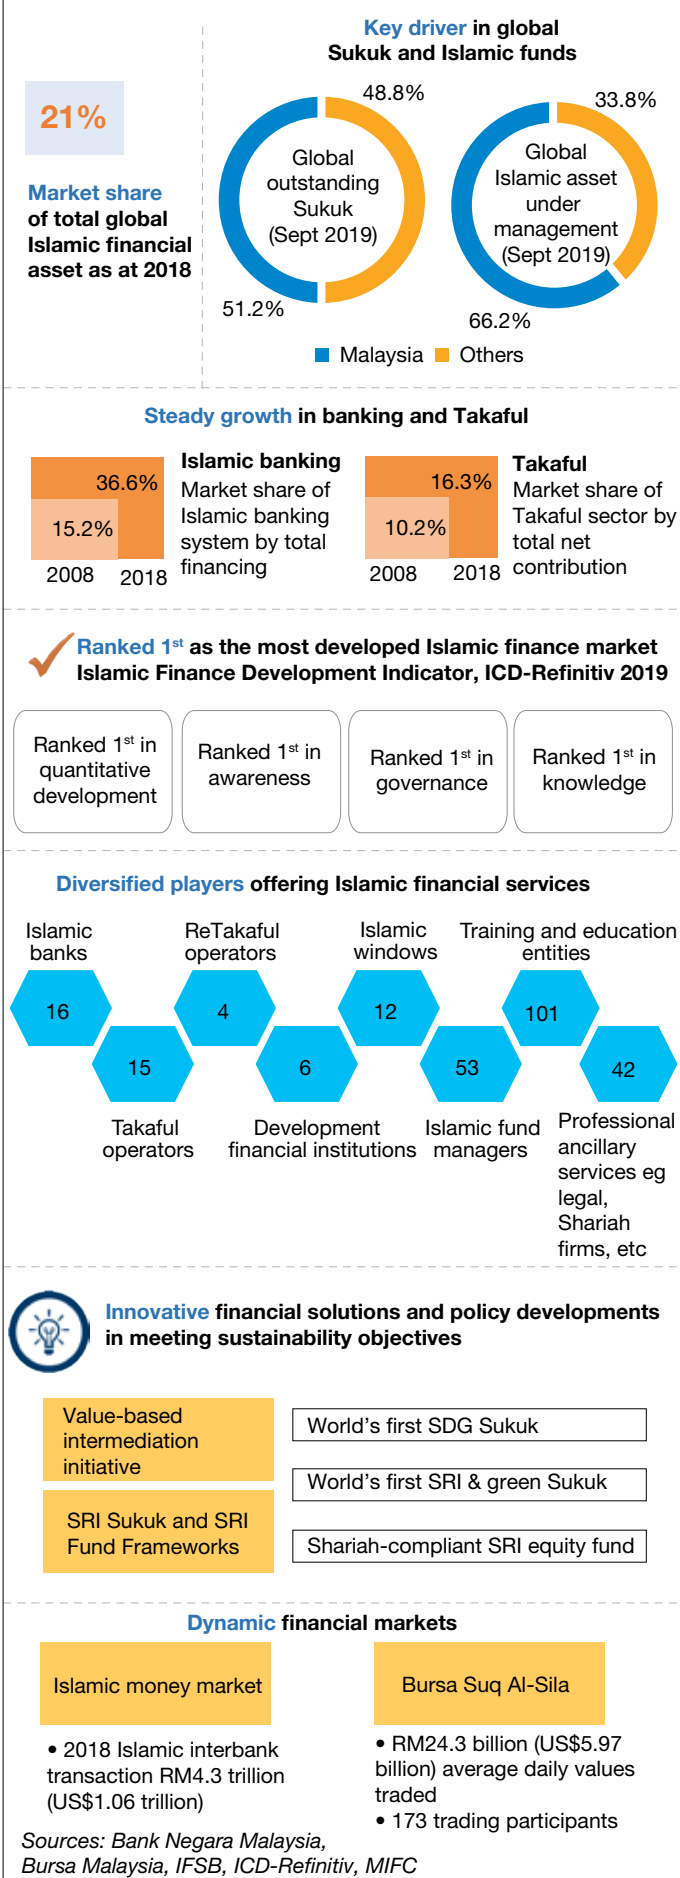 Key driver in global
Sukuk and Islamic funds
21%
Market share
of total global
Islamic financial
asset as at 2018
48.8%
Global
outstanding
Sukuk
(Sept 2019)
51.2%
33.8%
Global
Islamic asset
under
management
(Sept 2019)
66.2%
Malaysia Others
Steady growth in banking and Takaful
36.6%
15.2%
2008 2018
Islamic banking
Market share of
Islamic banking
system by total
financing
16.3%
10.2%
2008 2018
Takaful
Market share of
Takaful sector by
total net
contribution
Ranked 1st as the most developed Islamic finance market
Islamic Finance Development Indicator, ICD-Refinitiv 2019
Ranked 1st in
quantitative
development
Ranked 1st in
awareness
Ranked 1st in
governance
Ranked 1st in
knowledge
Diversified players offering Islamic financial services
Islamic
banks
16
15
Takaful
operators
ReTakaful
operators
4
6
Development
financial institutions
Islamic
windows
12
53
Islamic fund
managers
Training and education
entities
101
42
Professional
ancillary
services eg
legal,
Shariah
firms, etc
Innovative financial solutions and policy developments
in meeting sustainability objectives
Value-based
intermediation
initiative
SRI Sukuk and SRI
Fund Frameworks
World's first SDG Sukuk
World's first SRI & green Sukuk
Shariah-compliant SRI equity fund
Dynamic financial markets
Islamic money market
• 2018 Islamic interbank
transaction RM4.3 trillion
(US$1.06 trillion)
Bursa Suq Al-Sila
• RM24.3 billion (US$5.97
billion) average daily values
traded
• 173 trading participants
Sources: Bank Negara Malaysia,
Bursa Malaysia, IFSB, ICD-Refinitiv, MIFC